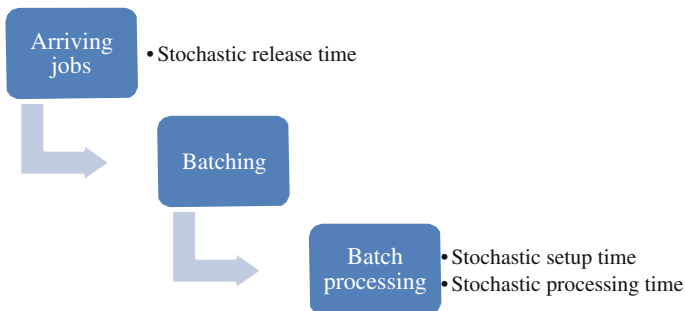 Arriving
jobs
• Stochastic release time
Batching
Batch
processing
• Stochastic setup time
• Stochastic processing time